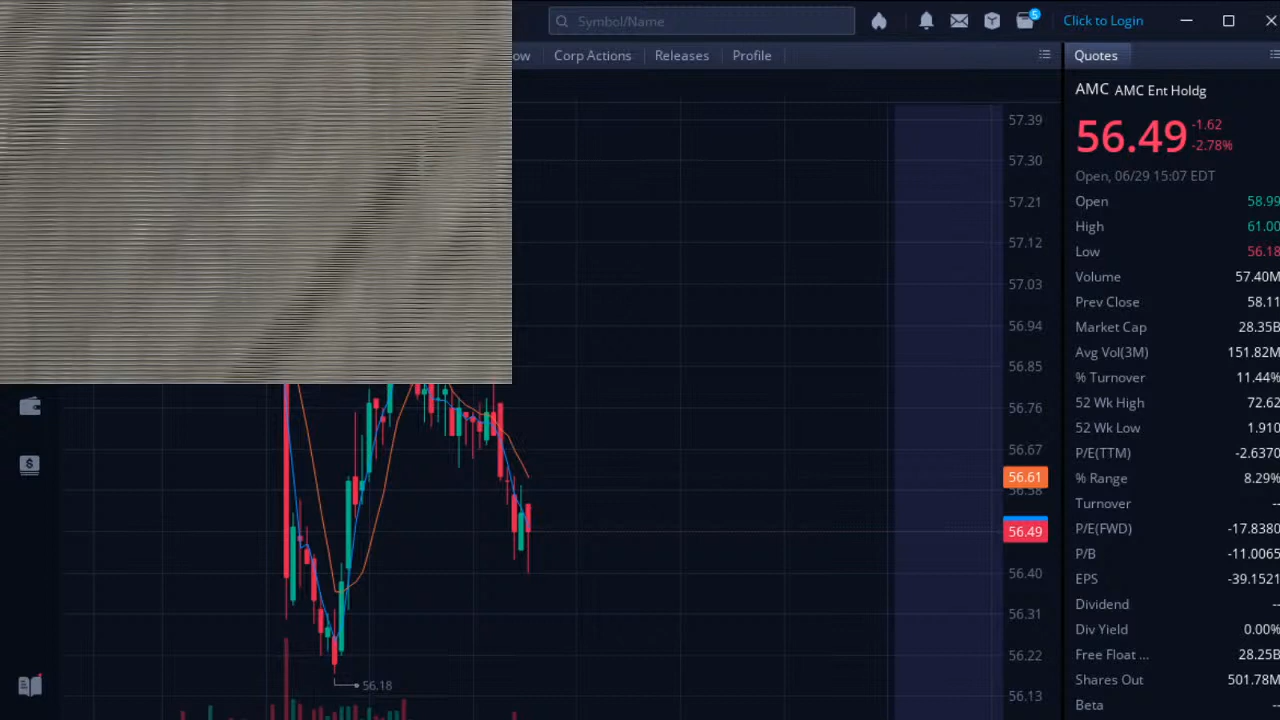 Symbol/Name
5
Click to Login
ow
Corp Actions
Releases
Profile
Quotes
AMC AMC Ent Holdg
56.49
-1.62
-2.78%
Open, 06/29 15:07 EDT
Open 58.99
High 61.00
Low 56.18
Volume 57.40M
Prev Close 58.11
Market Cap 28.35B
Avg Vol(3M) 151.82M
% Turnover 11.44%
52 Wk High 72.62
52 Wk Low 1.910
P/E(TTM) -2.6370
% Range 8.29%
Turnover --
P/E(FWD) -17.8380
P/B -11.0065
EPS -39.1521
Dividend --
Div Yield 0.00%
Free Float ... 28.25B
Shares Out 501.78M
Beta --
57.39
57.30
57.21
57.12
57.03
56.94
56.85
56.76
56.67
56.61
56.58
56.49
56.40
56.31
56.22
56.13
56.18